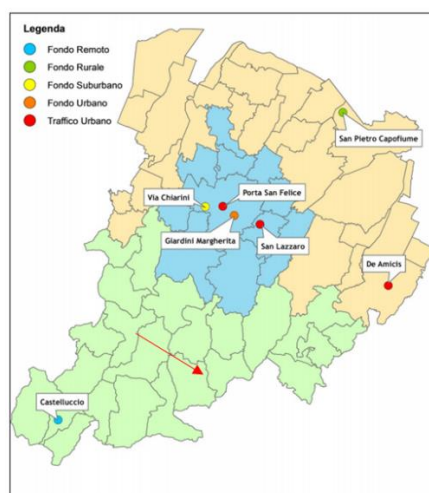 Legenda
Fondo Remoto
Fondo Rurale
Fondo Suburbano
Fondo Urbano
Traffico Urbano
San Pietro Capofiume
Via Chiarini
Porta San Felice
Giardini Margherita
San Lazzaro
De Amicis
Castelluccio